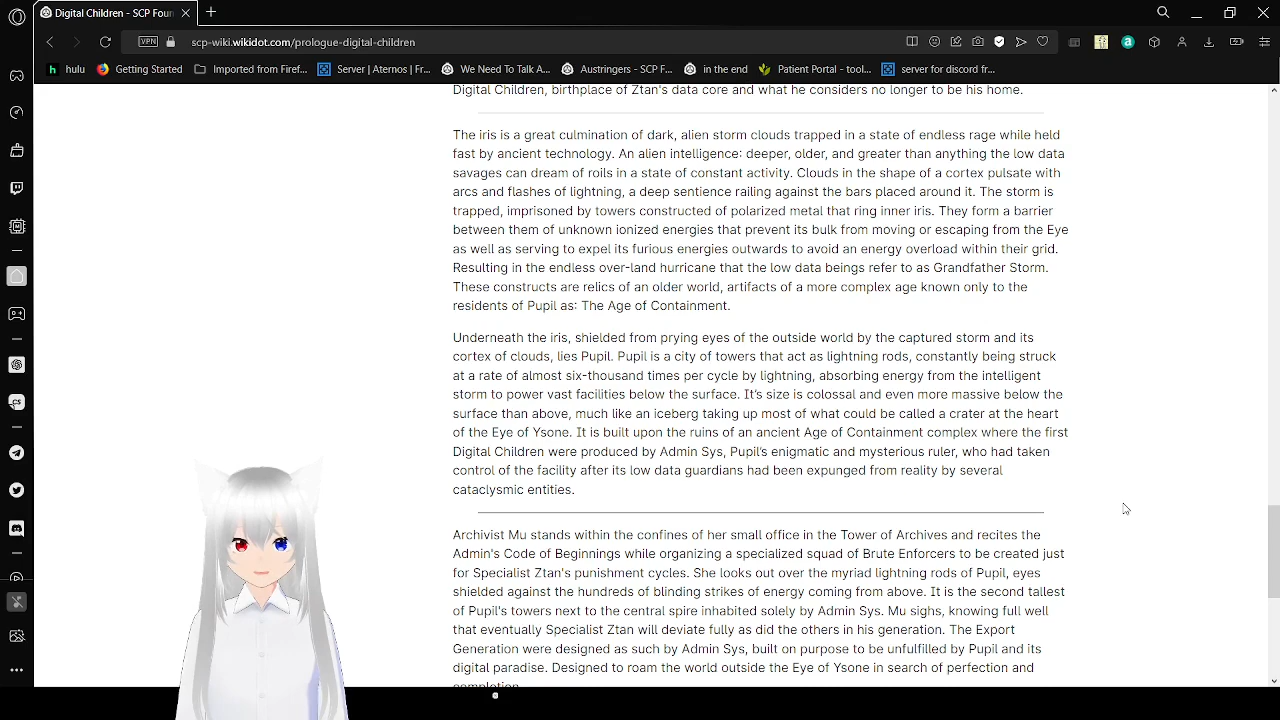 Digital Children - SCP Foun
scp-wiki.wikidot.com/prologue-digital-children
VPN
hulu
Getting Started
Imported from Firef...
Server | Aternos | Fr...
We Need To Talk A...
Austringers - SCP F...
in the end
Patient Portal - tool...
server for discord fr...
Digital Children, birthplace of Ztan's data core and what he considers no longer to be his home.
The iris is a great culmination of dark, alien storm clouds trapped in a state of endless rage while held
fast by ancient technology. An alien intelligence: deeper, older, and greater than anything the low data
savages can dream of roils in a state of constant activity. Clouds in the shape of a cortex pulsate with
arcs and flashes of lightning, a deep sentience railing against the bars placed around it. The storm is
trapped, imprisoned by towers constructed of polarized metal that ring inner iris. They form a barrier
between them of unknown ionized energies that prevent its bulk from moving or escaping from the Eye
as well as serving to expel its furious energies outwards to avoid an energy overload within their grid.
Resulting in the endless over-land hurricane that the low data beings refer to as Grandfather Storm.
These constructs are relics of an older world, artifacts of a more complex age known only to the
residents of Pupil as: The Age of Containment.
Underneath the iris, shielded from prying eyes of the outside world by the captured storm and its
cortex of clouds, lies Pupil. Pupil is a city of towers that act as lightning rods, constantly being struck
at a rate of almost six-thousand times per cycle by lightning, absorbing energy from the intelligent
storm to power vast facilities below the surface. It's size is colossal and even more massive below the
surface than above, much like an iceberg taking up most of what could be called a crater at the heart
of the Eye of Ysone. It is built upon the ruins of an ancient Age of Containment complex where the first
Digital Children were produced by Admin Sys, Pupil's enigmatic and mysterious ruler, who had taken
control of the facility after its low data guardians had been expunged from reality by several
cataclysmic entities.
Archivist Mu stands within the confines of her small office in the Tower of Archives and recites the
Admin's Code of Beginnings while organizing a specialized squad of Brute Enforcers to be created just
for Specialist Ztan's punishment cycles. She looks out over the myriad lightning rods of Pupil, eyes
shielded against the hundreds of blinding strikes of energy coming from above. It is the second tallest
of Pupil's towers next to the central spire inhabited solely by Admin Sys. Mu sighs, knowing full well
that eventually Specialist Ztan will deviate fully as did the others in his generation. The Export
Generation were designed as such by Admin Sys, built on purpose to be unfulfilled by Pupil and its
digital paradise. Designed to roam the world outside the Eye of Ysone in search of perfection and
completion.